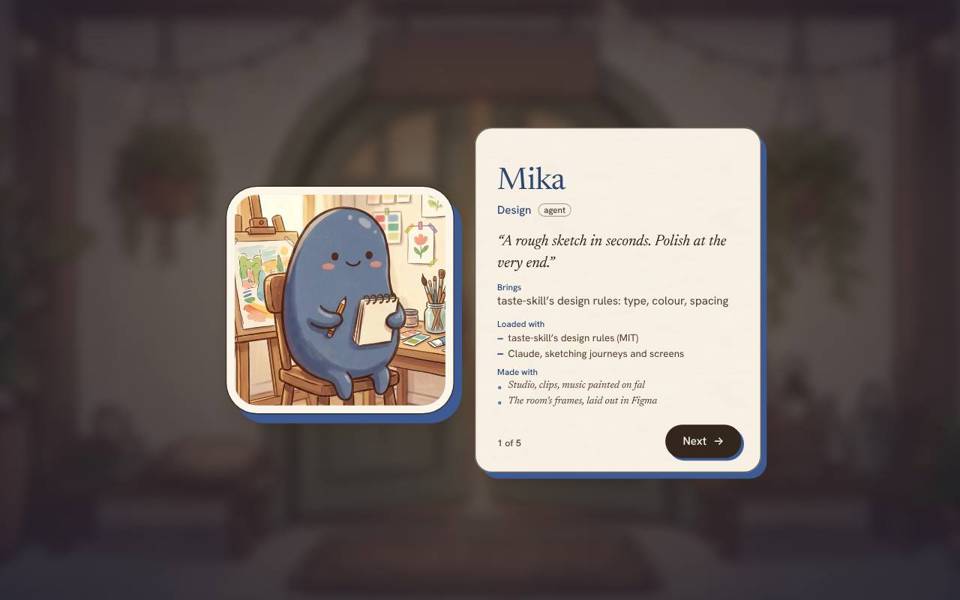 Mika
Design agent
“A rough sketch in seconds. Polish at the
very end.”
Brings
taste-skill’s design rules: type, colour, spacing
Loaded with
– taste-skill’s design rules (MIT)
– Claude, sketching journeys and screens
Made with
• Studio, clips, music painted on fal
• The room’s frames, laid out in Figma
1 of 5
Next →